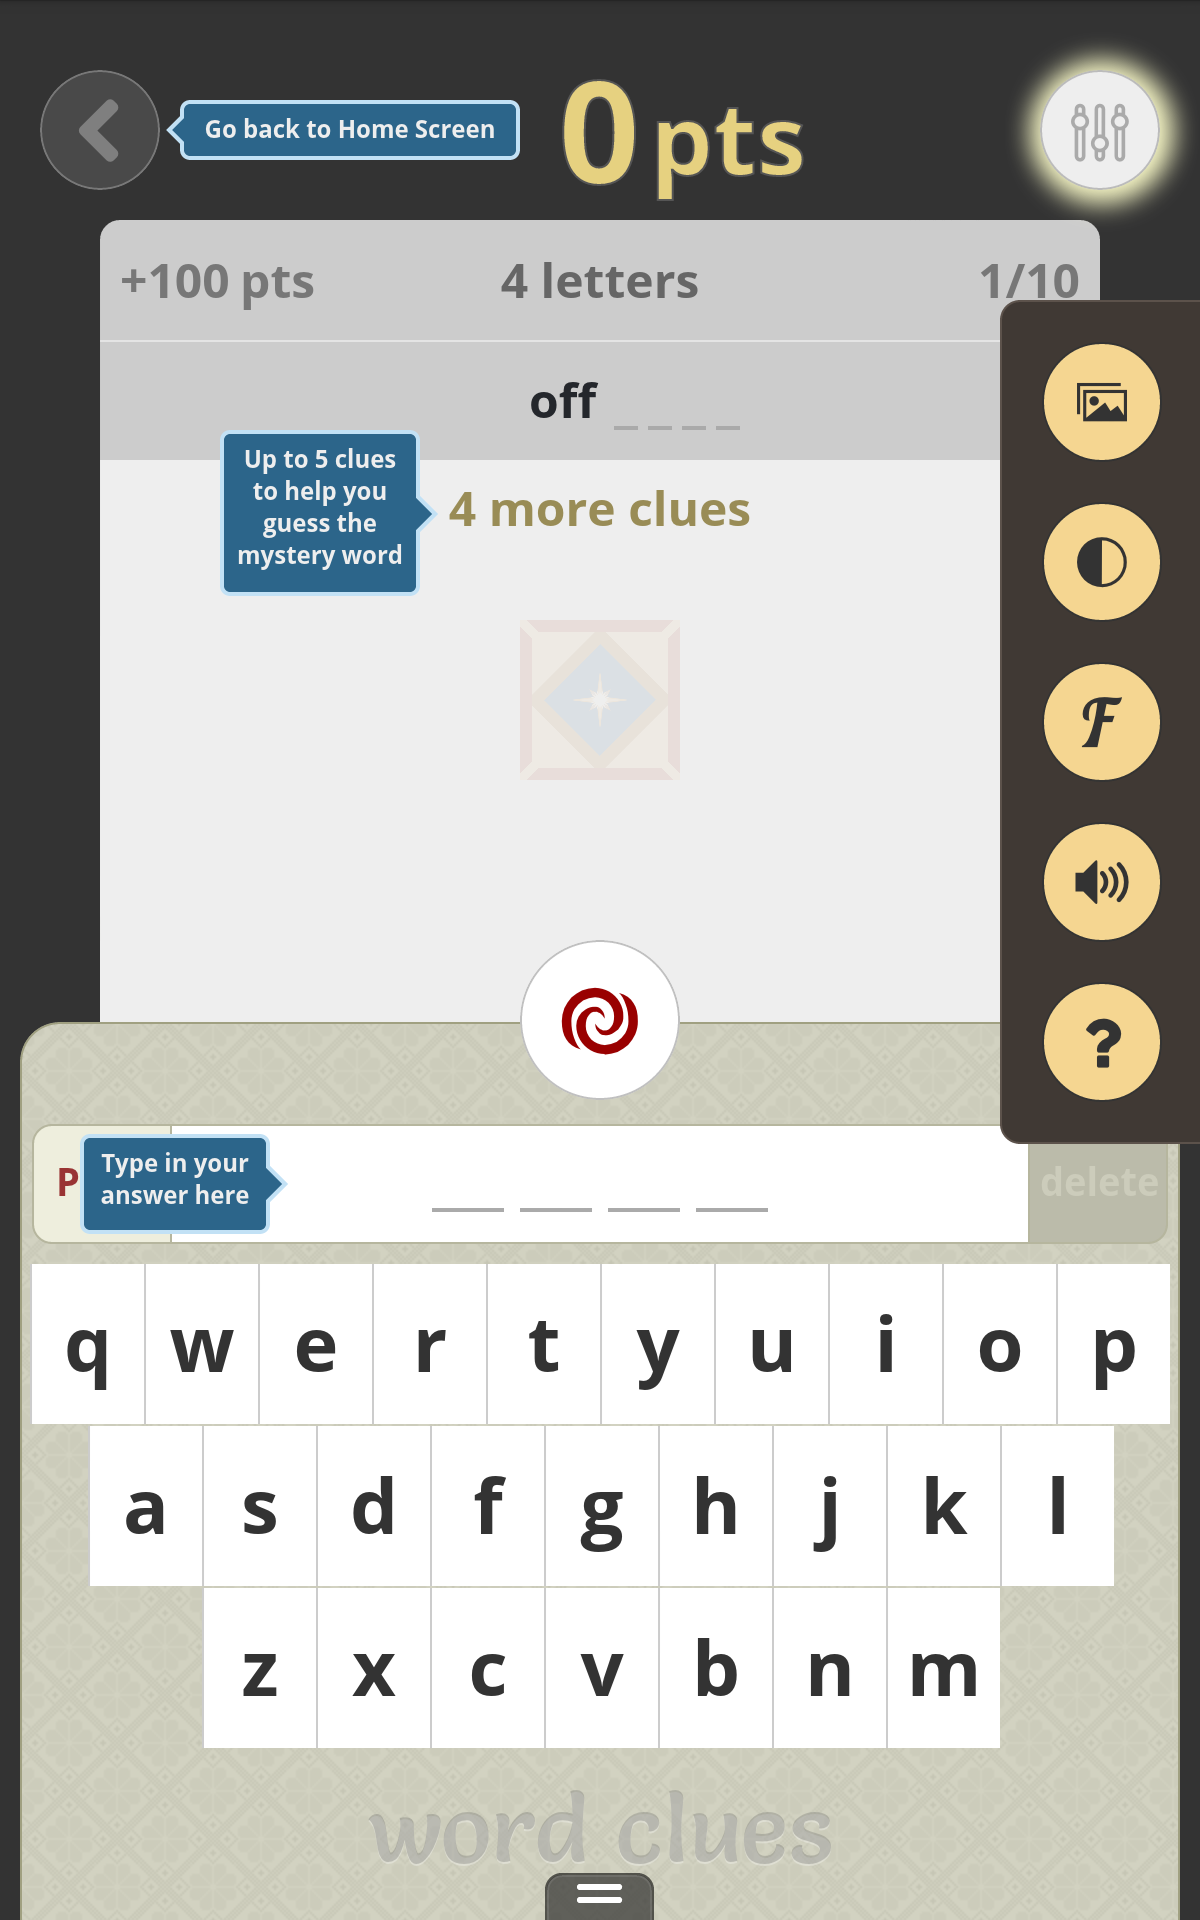 Go back to Home Screen
0 pts
+100 pts 4 letters 1/10
off _ _ _ _
Up to 5 clues
to help you
guess the
mystery word
4 more clues
F
?
P
Type in your
answer here
_ _ _ _
delete
q w e r t y u i o p
a s d f g h j k l
z x c v b n m
word clues